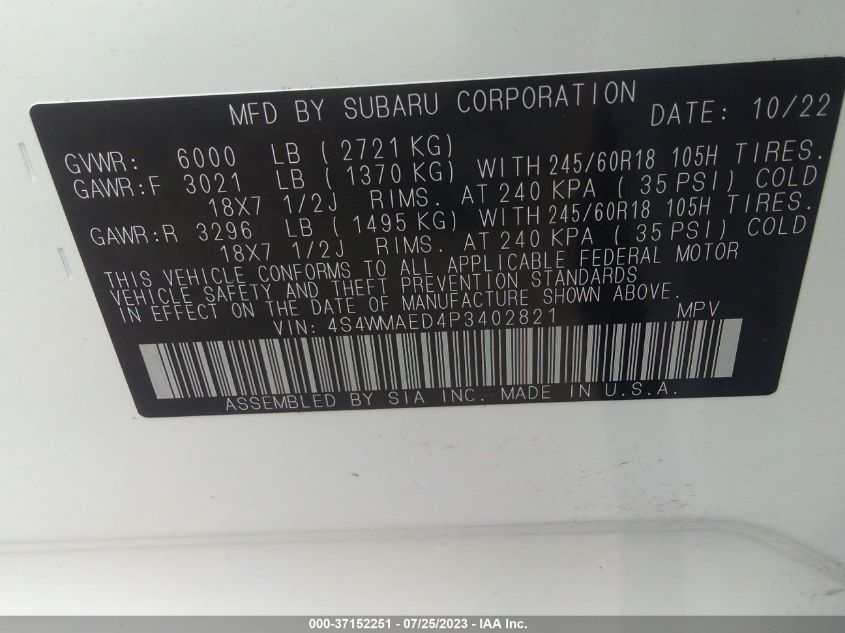 MFD BY SUBARU CORPORATION DATE: 10/22
GVWR: 6000 LB ( 2721 KG)
GAWR:F 3021 LB ( 1370 KG) WITH 245/60R18 105H TIRES.
18X7 1/2J RIMS. AT 240 KPA ( 35 PSI) COLD
GAWR:R 3296 LB ( 1495 KG) WITH 245/60R18 105H TIRES.
18X7 1/2J RIMS. AT 240 KPA ( 35 PSI) COLD
THIS VEHICLE CONFORMS TO ALL APPLICABLE FEDERAL MOTOR
VEHICLE SAFETY AND THEFT PREVENTION STANDARDS
IN EFFECT ON THE DATE OF MANUFACTURE SHOWN ABOVE.
VIN: 4S4WMAED4P3402821 MPV
ASSEMBLED BY SIA INC. MADE IN U.S.A.
000-37152251 - 07/25/2023 - IAA Inc.